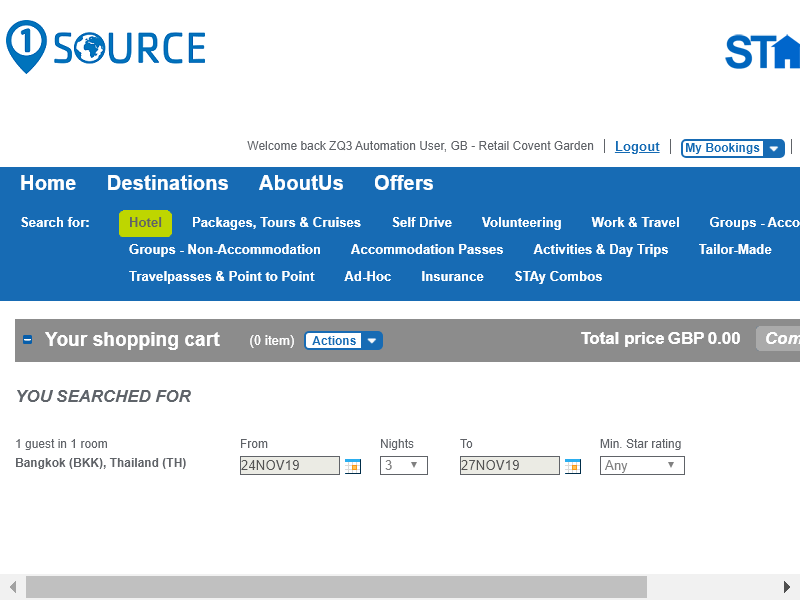 1 SOURCE
STA
Welcome back ZQ3 Automation User, GB - Retail Covent Garden
Logout
My Bookings
Home Destinations AboutUs Offers
Search for: Hotel Packages, Tours & Cruises Self Drive Volunteering Work & Travel Groups - Acco
Groups - Non-Accommodation Accommodation Passes Activities & Day Trips Tailor-Made
Travelpasses & Point to Point Ad-Hoc Insurance STAy Combos
Your shopping cart (0 item) Actions Total price GBP 0.00 Com
YOU SEARCHED FOR
1 guest in 1 room From Nights To Min. Star rating
Bangkok (BKK), Thailand (TH) 24NOV19 3 27NOV19 Any